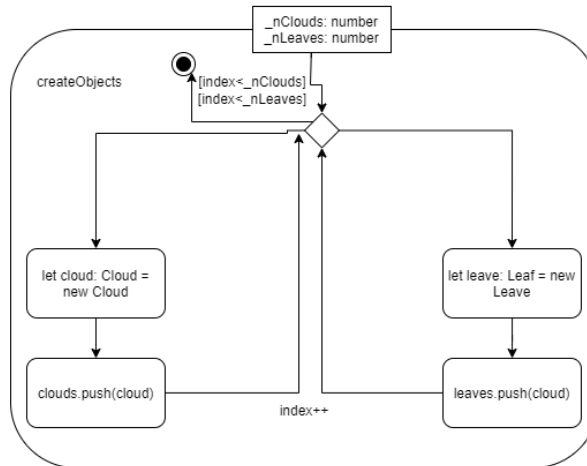 _nClouds: number
_nLeaves: number
createObjects
[index<_nClouds]
[index<_nLeaves]
let cloud: Cloud =
new Cloud
let leave: Leaf = new
Leave
clouds.push(cloud)
leaves.push(cloud)
index++